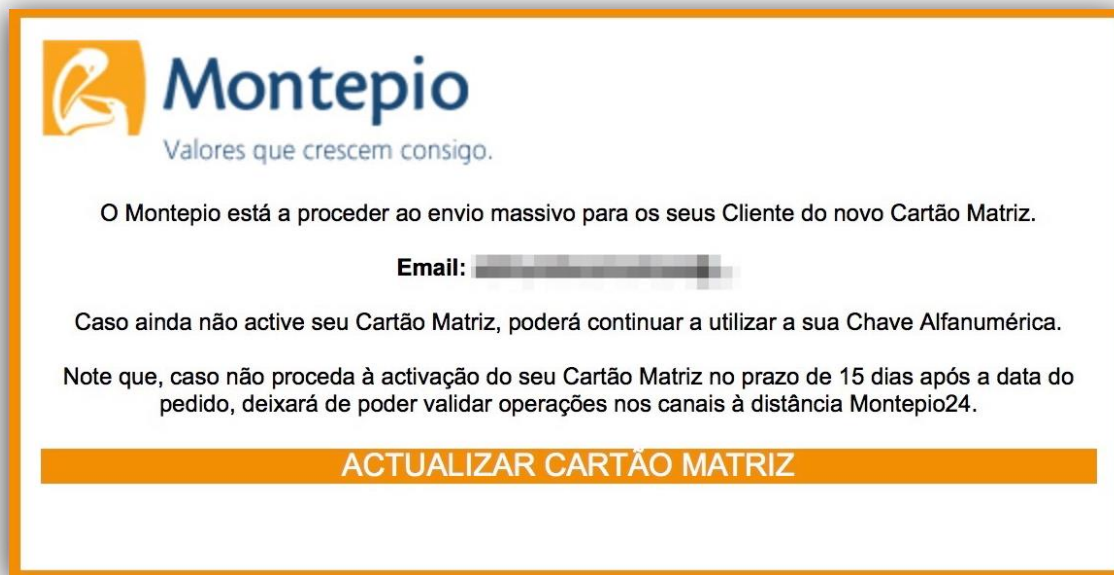 Montepio
Valores que crescem consigo.
O Montepio está a proceder ao envio massivo para os seus Cliente do novo Cartão Matriz.
Email:
Caso ainda não active seu Cartão Matriz, poderá continuar a utilizar a sua Chave Alfanumérica.
Note que, caso não proceda à activação do seu Cartão Matriz no prazo de 15 dias após a data do
pedido, deixará de poder validar operações nos canais à distância Montepio24.
ACTUALIZAR CARTÃO MATRIZ